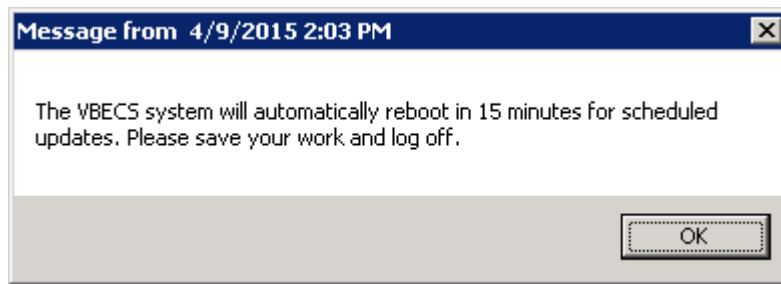 Message from 4/9/2015 2:03 PM
The VBECS system will automatically reboot in 15 minutes for scheduled
updates. Please save your work and log off.
OK